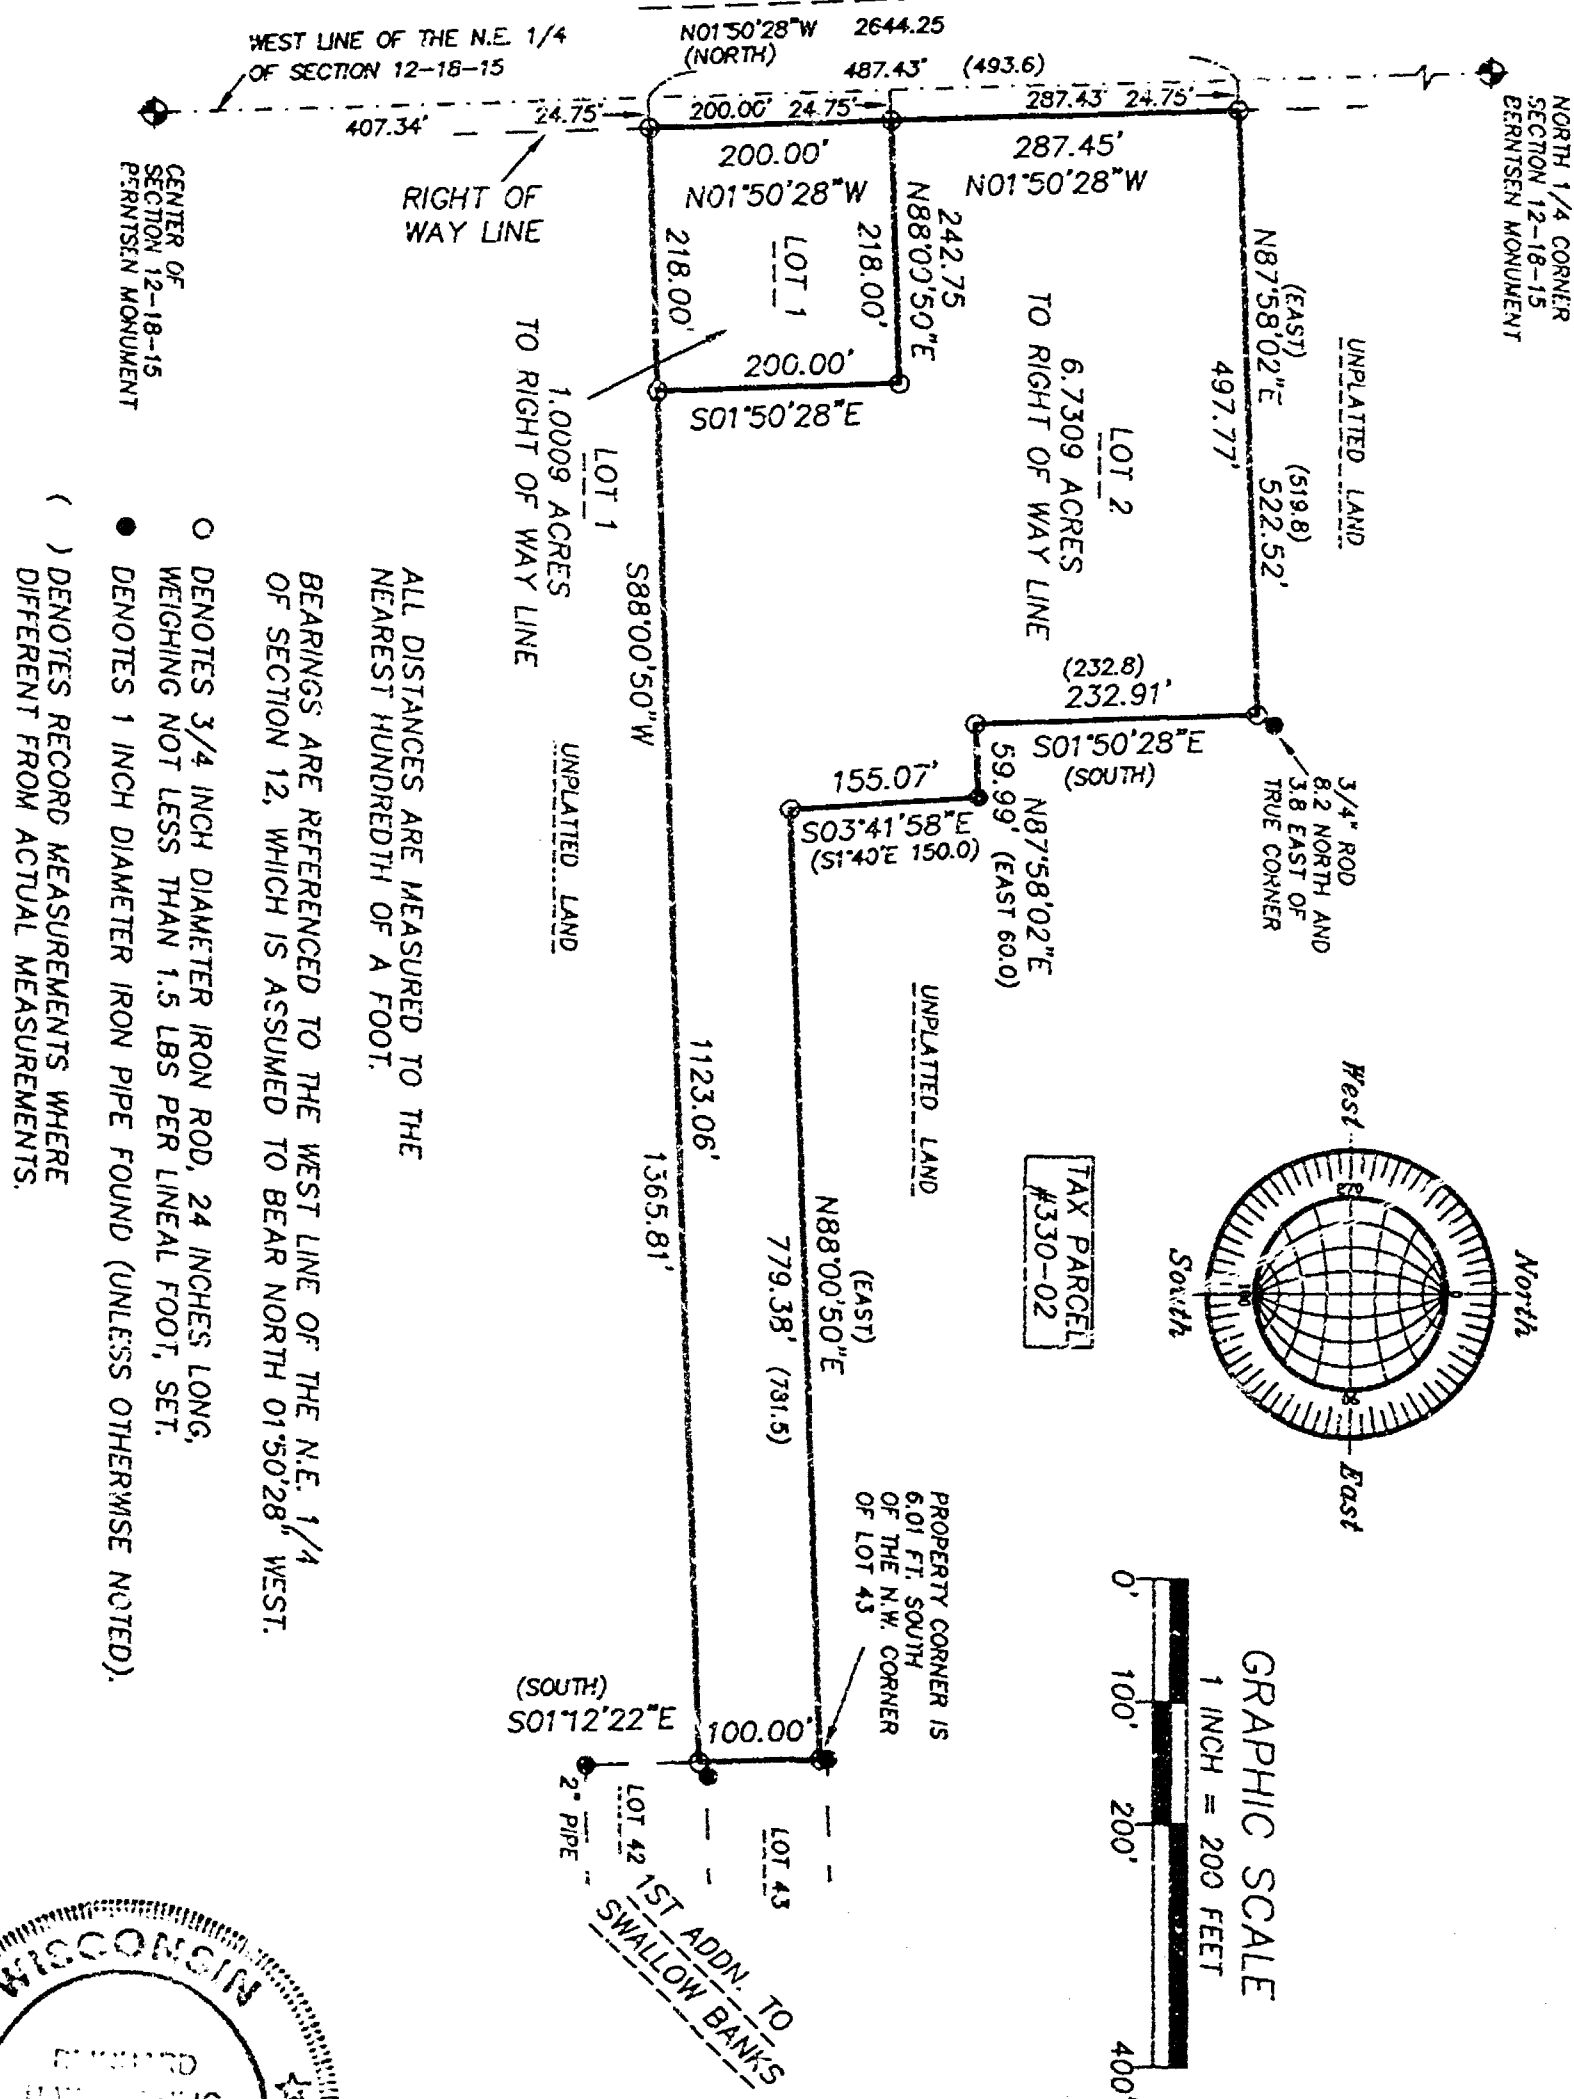 WEST LINE OF THE N.E. 1/4
OF SECTION 12-18-15
N01°50'28"W 2644.25
(NORTH)
487.43' (493.6)
407.34'
24.75'
200.00' 24.75'
287.43' 24.75'
NORTH 1/4 CORNER
SECTION 12-18-15
BERNTSEN MONUMENT
CENTER OF
SECTION 12-18-15
BERNTSEN MONUMENT
RIGHT OF
WAY LINE
200.00'
N01°50'28"W
287.45'
N01°50'28"W
218.00'
LOT 1
242.75
N88°00'50"E
218.00'
200.00'
S01°50'28"E
LOT 1
1.0009 ACRES
TO RIGHT OF WAY LINE
LOT 2
6.7309 ACRES
TO RIGHT OF WAY LINE
UNPLATTED LAND
(EAST) (519.8)
N87°58'02"E 522.52'
497.77'
(232.8)
232.91'
S01°50'28"E
(SOUTH)
3/4" ROD
8.2 NORTH AND
3.8 EAST OF
TRUE CORNER
N87°58'02"E
59.99' (EAST 60.0)
155.07'
S03°41'58"E
(S1°40'E 150.0)
S88°00'50"W
1123.06'
1365.81'
UNPLATTED LAND
UNPLATTED LAND
(EAST)
N88°00'50"E
779.38' (781.5)
TAX PARCEL
#330-02
North
South
East
West
0
90
180
270
PROPERTY CORNER IS
6.01 FT. SOUTH
OF THE N.W. CORNER
OF LOT 43
(SOUTH)
S01°12'22"E
100.00'
LOT 43
LOT 42
2" PIPE
1ST ADDN. TO
SWALLOW BANKS
GRAPHIC SCALE
1 INCH = 200 FEET
0' 100' 200' 400'
ALL DISTANCES ARE MEASURED TO THE
NEAREST HUNDREDTH OF A FOOT.
BEARINGS ARE REFERENCED TO THE WEST LINE OF THE N.E. 1/4
OF SECTION 12, WHICH IS ASSUMED TO BEAR NORTH 01°50'28" WEST.
O DENOTES 3/4 INCH DIAMETER IRON ROD, 24 INCHES LONG,
WEIGHING NOT LESS THAN 1.5 LBS PER LINEAL FOOT, SET.
● DENOTES 1 INCH DIAMETER IRON PIPE FOUND (UNLESS OTHERWISE NOTED).
( ) DENOTES RECORD MEASUREMENTS WHERE
DIFFERENT FROM ACTUAL MEASUREMENTS.
WISCONSIN